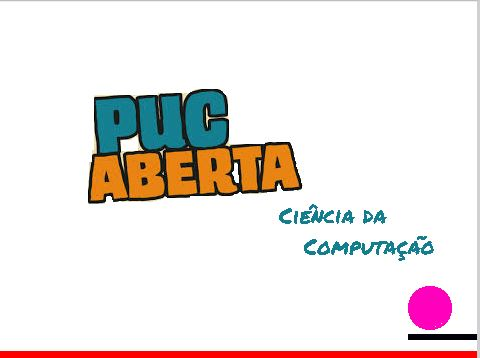 PUC
ABERTA
Ciência da
Computação